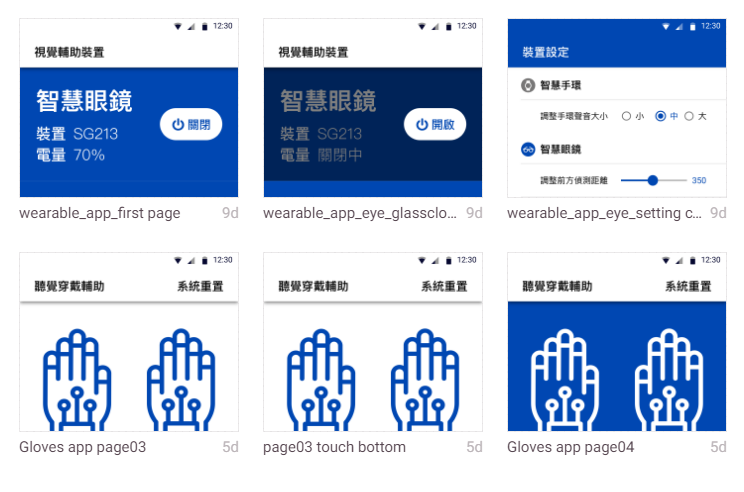 12:30
視覺輔助裝置
智慧眼鏡
裝置 SG213
電量 70%
關閉
wearable_app_first page 9d
12:30
視覺輔助裝置
智慧眼鏡
裝置 SG213
電量 關閉中
開啟
wearable_app_eye_glassclo... 9d
12:30
裝置設定
智慧手環
調整手環聲音大小 小 中 大
智慧眼鏡
調整前方偵測距離 350
wearable_app_eye_setting c... 9d
12:30
聽覺穿戴輔助 系統重置
Gloves app page03 5d
12:30
聽覺穿戴輔助 系統重置
page03 touch bottom 5d
12:30
聽覺穿戴輔助 系統重置
Gloves app page04 5d